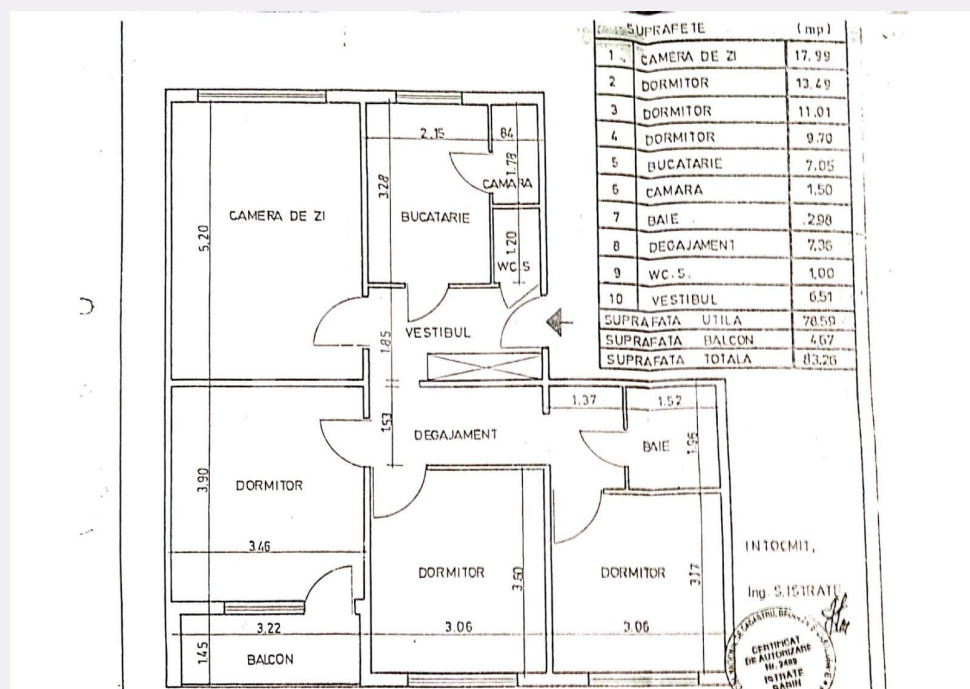 SUPRAFETE (mp)
1 CAMERA DE ZI 17.99
2 DORMITOR 13.49
3 DORMITOR 11.01
4 DORMITOR 9.70
5 BUCATARIE 7.05
6 CAMARA 1.50
7 BAIE 2.98
8 DEGAJAMENT 7.36
9 WC.S. 1.00
10 VESTIBUL 6.51
SUPRAFATA UTILA 78.59
SUPRAFATA BALCON 4.67
SUPRAFATA TOTALA 83.26
2.15
84
3.28
1.78
CAMARA
CAMERA DE ZI
BUCATARIE
5.20
1.20
WC.S
VESTIBUL
1.85
1.37
1.52
1.53
DEGAJAMENT
BAIE
1.95
3.90
DORMITOR
3.46
DORMITOR
3.60
DORMITOR
3.17
INTOCMIT,
Ing. S.ISTRATE
3.22
3.06
3.06
1.45
BALCON
CERTIFICAT
DE AUTORIZARE
ISTRATE